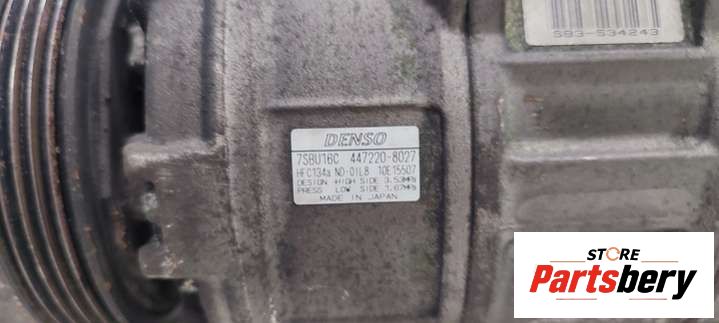 SB3-S34243
DENSO
7SBU16C 447220-8027
HFC134a ND-OIL8 10E15507
DESIGN HIGH SIDE 3.53MPa
PRESS LOW SIDE 1.67MPa
MADE IN JAPAN
STORE
Partsbery